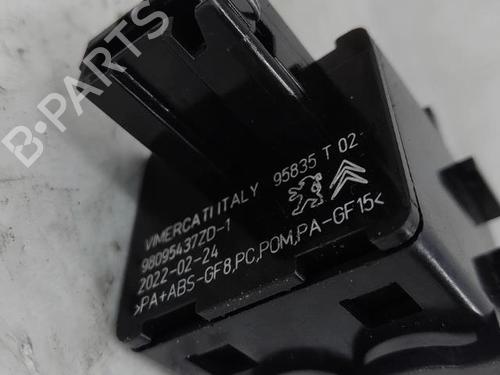 B-PARTS
VIMERCATI ITALY 95835 T 02
98095437ZD-1
2022-02-24
>PA+ABS-GF8,PC,POM,PA-GF15<